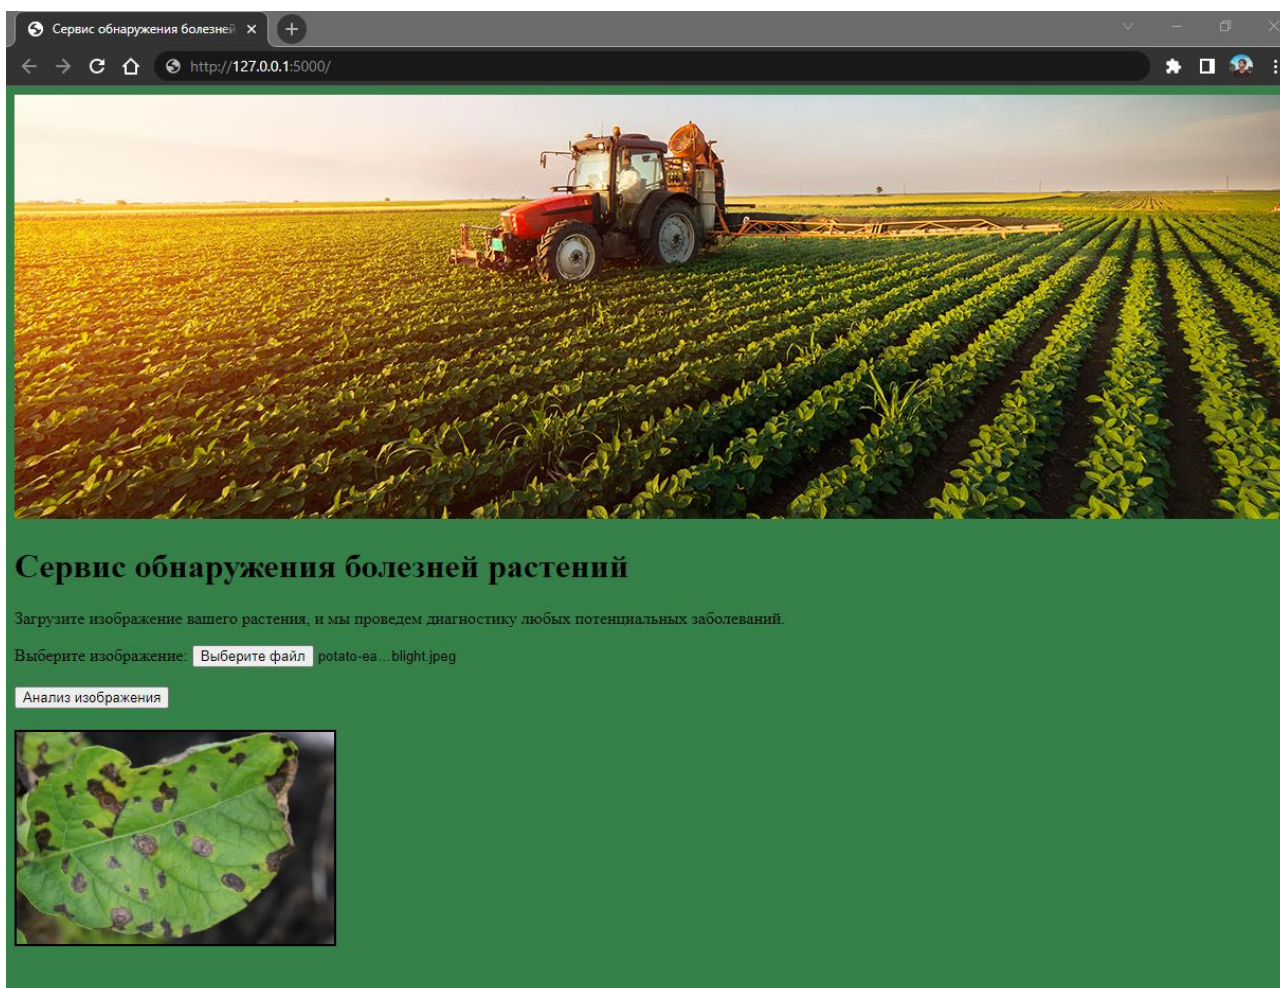 Сервис обнаружения болезней
http://127.0.0.1:5000/
Сервис обнаружения болезней растений
Загрузите изображение вашего растения, и мы проведем диагностику любых потенциальных заболеваний.
Выберите изображение: Выберите файл potato-ea...blight.jpeg
Анализ изображения